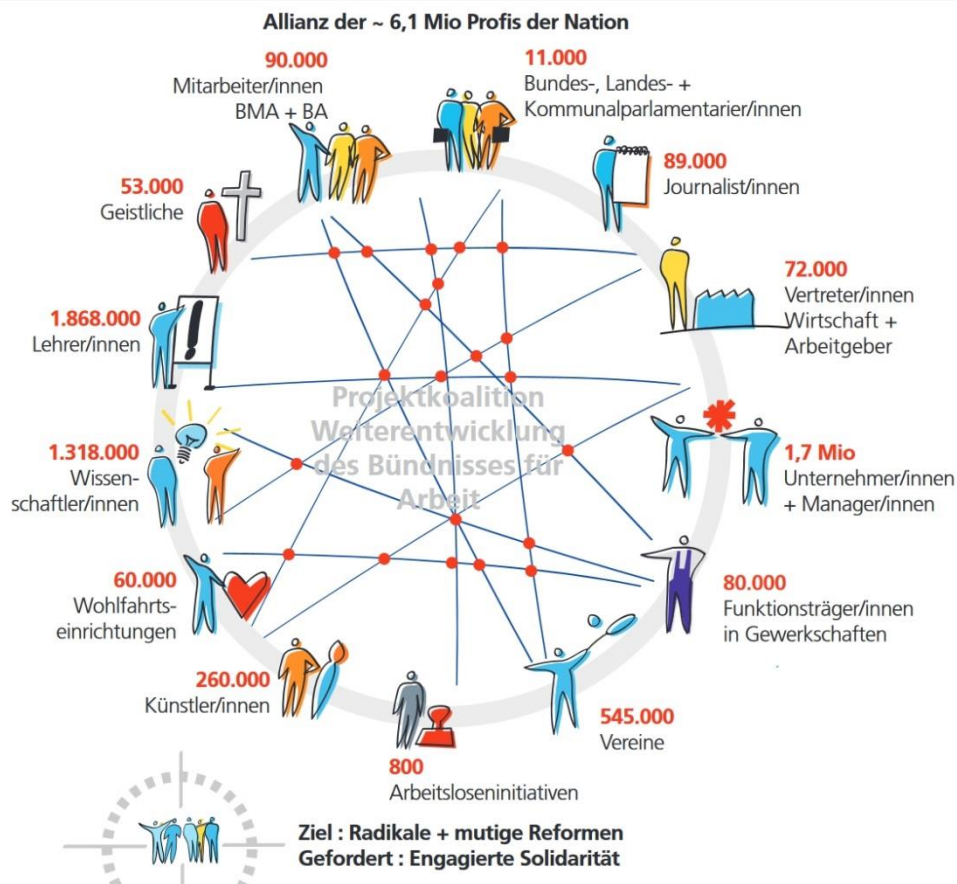 Allianz der ~ 6,1 Mio Profis der Nation
90.000
Mitarbeiter/innen
BMA + BA
11.000
Bundes-, Landes- +
Kommunalparlamentarier/innen
89.000
Journalist/innen
72.000
Vertreter/innen
Wirtschaft +
Arbeitgeber
1,7 Mio
Unternehmer/innen
+ Manager/innen
80.000
Funktionsträger/innen
in Gewerkschaften
545.000
Vereine
800
Arbeitsloseninitiativen
260.000
Künstler/innen
60.000
Wohlfahrts-
einrichtungen
1.318.000
Wissen-
schaftler/innen
1.868.000
Lehrer/innen
53.000
Geistliche
Projektkoalition
Weiterentwicklung
des Bündnisses für
Arbeit
Ziel : Radikale + mutige Reformen
Gefordert : Engagierte Solidarität